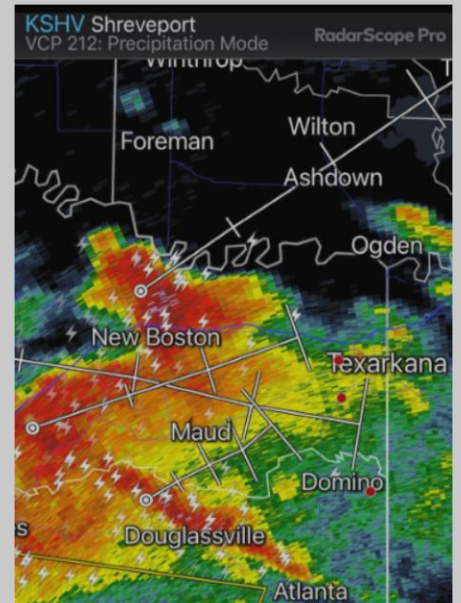 KSHV Shreveport
VCP 212: Precipitation Mode
RadarScope Pro
Winthrop
T
Foreman
Wilton
Ashdown
Ogden
New Boston
Texarkana
Maud
Domino
s
Douglassville
Atlanta